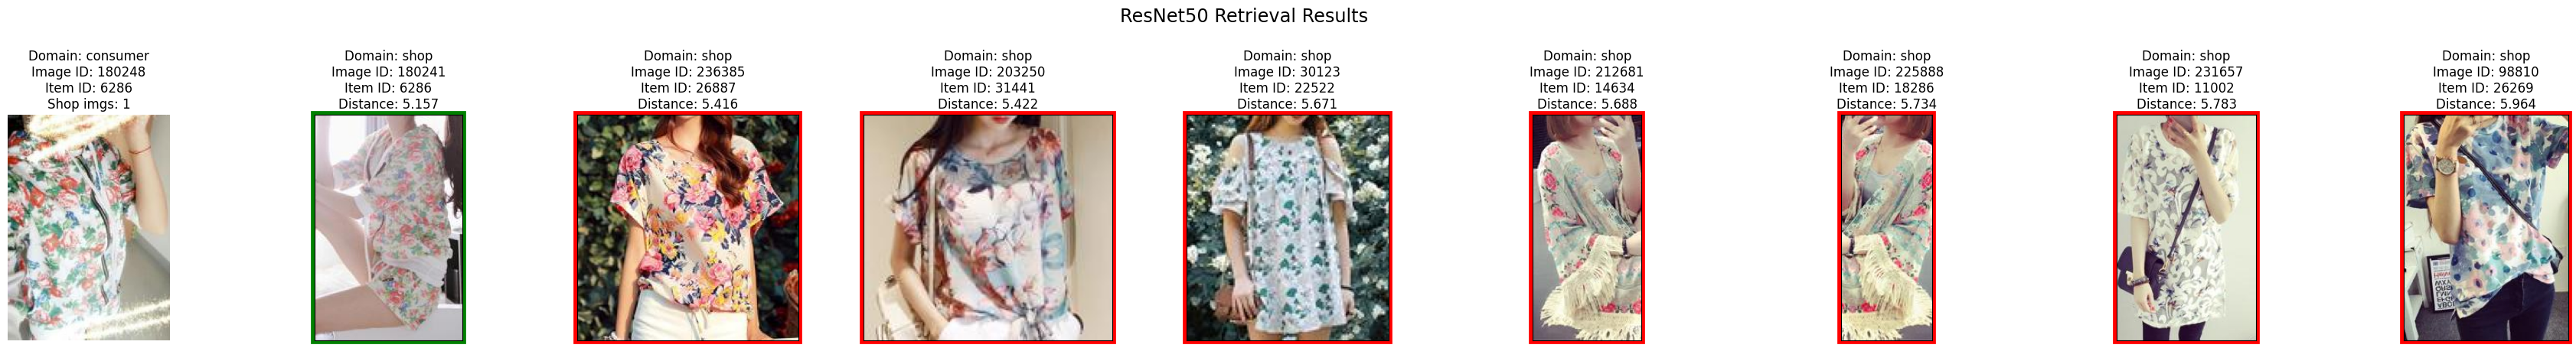 ResNet50 Retrieval Results
Domain: consumer
Image ID: 180248
Item ID: 6286
Shop imgs: 1
Domain: shop
Image ID: 180241
Item ID: 6286
Distance: 5.157
Domain: shop
Image ID: 236385
Item ID: 26887
Distance: 5.416
Domain: shop
Image ID: 203250
Item ID: 31441
Distance: 5.422
Domain: shop
Image ID: 30123
Item ID: 22522
Distance: 5.671
Domain: shop
Image ID: 212681
Item ID: 14634
Distance: 5.688
Domain: shop
Image ID: 225888
Item ID: 18286
Distance: 5.734
Domain: shop
Image ID: 231657
Item ID: 11002
Distance: 5.783
Domain: shop
Image ID: 98810
Item ID: 26269
Distance: 5.964